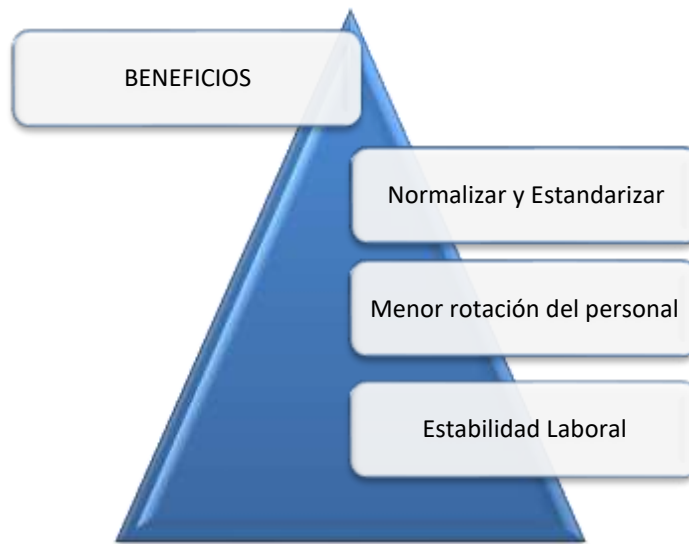 BENEFICIOS
Normalizar y Estandarizar
Menor rotación del personal
Estabilidad Laboral